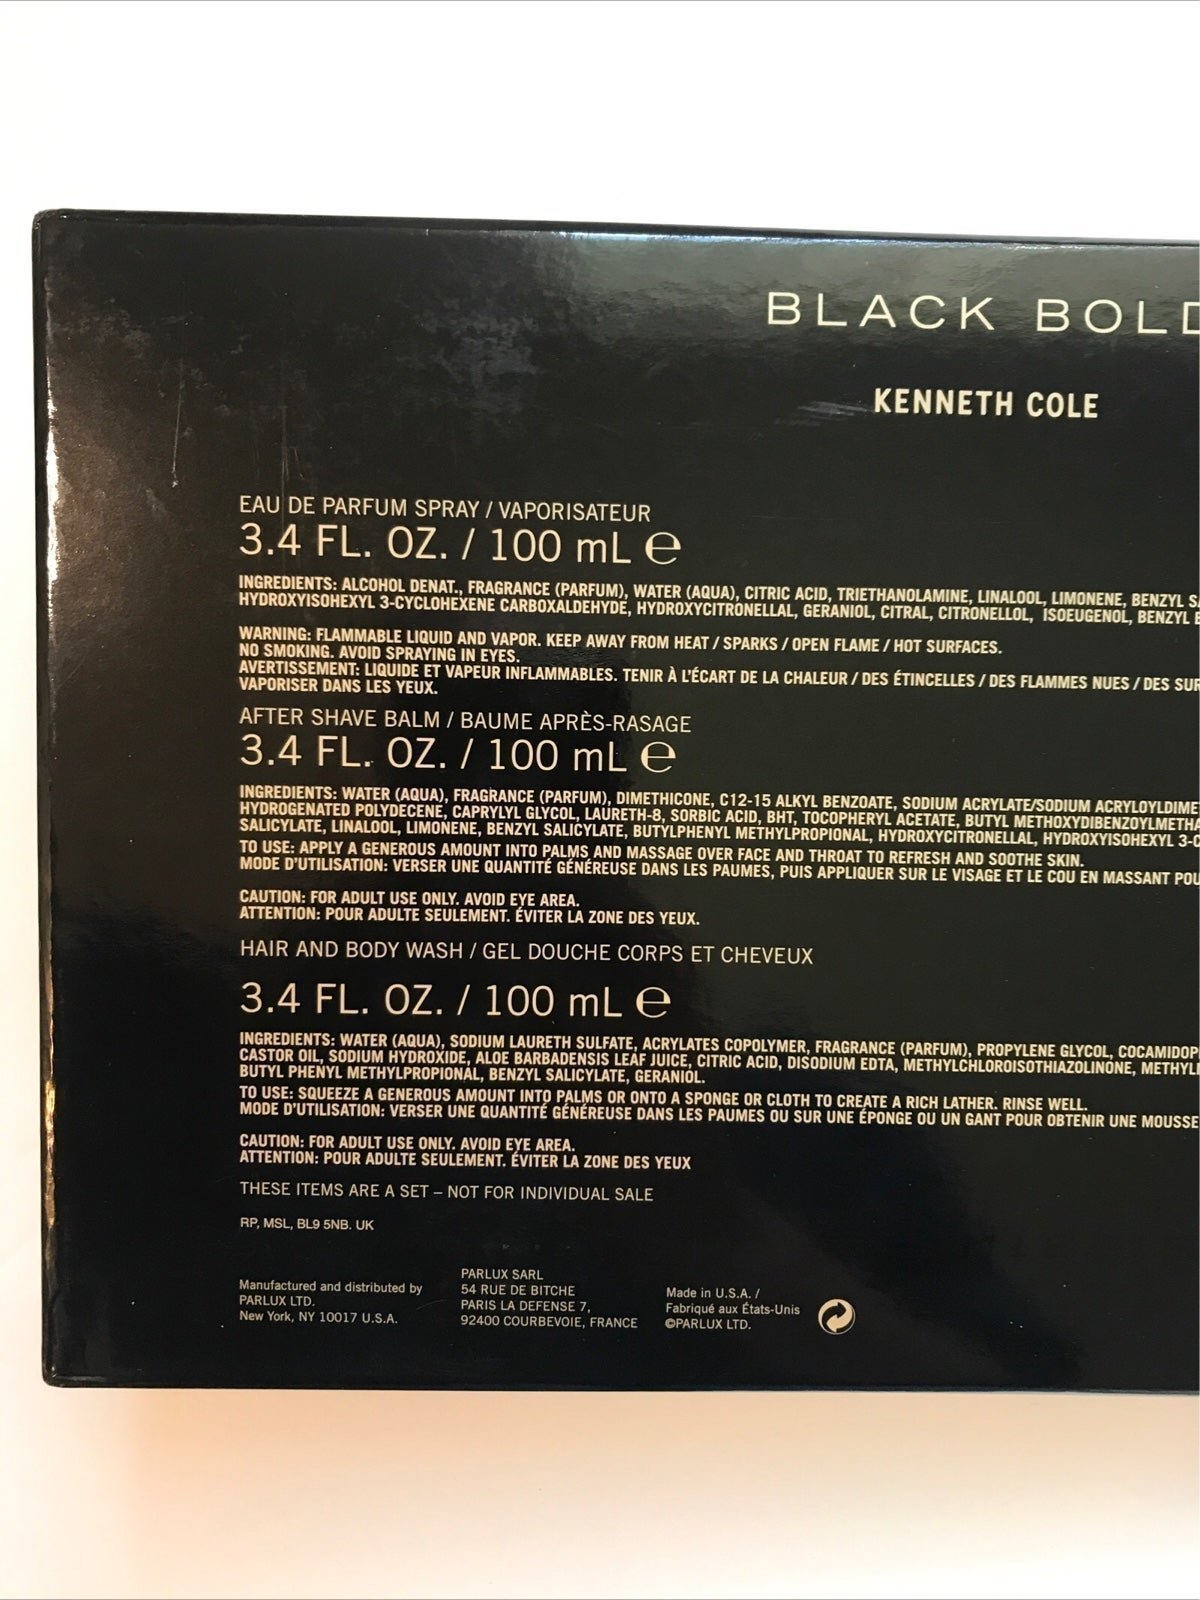 BLACK BOLD
KENNETH COLE
EAU DE PARFUM SPRAY / VAPORISATEUR
3.4 FL. OZ. / 100 mL ℮
INGREDIENTS: ALCOHOL DENAT., FRAGRANCE (PARFUM), WATER (AQUA), CITRIC ACID, TRIETHANOLAMINE, LINALOOL, LIMONENE, BENZYL
HYDROXYISOHEXYL 3-CYCLOHEXENE CARBOXALDEHYDE, HYDROXYCITRONELLAL, GERANIOL, CITRAL, CITRONELLOL, ISOEUGENOL, BENZYL
WARNING: FLAMMABLE LIQUID AND VAPOR. KEEP AWAY FROM HEAT / SPARKS / OPEN FLAME / HOT SURFACES.
NO SMOKING. AVOID SPRAYING IN EYES.
AVERTISSEMENT: LIQUIDE ET VAPEUR INFLAMMABLES. TENIR À L'ÉCART DE LA CHALEUR / DES ÉTINCELLES / DES FLAMMES NUES / DES
VAPORISER DANS LES YEUX.
AFTER SHAVE BALM / BAUME APRÈS-RASAGE
3.4 FL. OZ. / 100 mL ℮
INGREDIENTS: WATER (AQUA), FRAGRANCE (PARFUM), DIMETHICONE, C12-15 ALKYL BENZOATE, SODIUM ACRYLATE/SODIUM
HYDROGENATED POLYDECENE, CAPRYLYL GLYCOL, LAURETH-8, SORBIC ACID, BHT, TOCOPHERYL ACETATE, BUTYL
SALICYLATE, LINALOOL, LIMONENE, BENZYL SALICYLATE, BUTYLPHENYL METHYLPROPIONAL, HYDROXYCITRONELLAL, HYDROXYISOHEXYL
TO USE: APPLY A GENEROUS AMOUNT INTO PALMS AND MASSAGE OVER FACE AND THROAT TO REFRESH AND SOOTHE SKIN.
MODE D'UTILISATION: VERSER UNE QUANTITÉ GÉNÉREUSE DANS LES PAUMES, PUIS APPLIQUER SUR LE VISAGE ET LE COU EN MASSANT
CAUTION: FOR ADULT USE ONLY. AVOID EYE AREA.
ATTENTION: POUR ADULTE SEULEMENT. ÉVITER LA ZONE DES YEUX.
HAIR AND BODY WASH / GEL DOUCHE CORPS ET CHEVEUX
3.4 FL. OZ. / 100 mL ℮
INGREDIENTS: WATER (AQUA), SODIUM LAURETH SULFATE, ACRYLATES COPOLYMER, FRAGRANCE (PARFUM), PROPYLENE GLYCOL,
CASTOR OIL, SODIUM HYDROXIDE, ALOE BARBADENSIS LEAF JUICE, CITRIC ACID, DISODIUM EDTA, METHYLCHLOROISOTHIAZOLINONE,
BUTYL PHENYL METHYLPROPIONAL, BENZYL SALICYLATE, GERANIOL.
TO USE: SQUEEZE A GENEROUS AMOUNT INTO PALMS OR ONTO A SPONGE OR CLOTH TO CREATE A RICH LATHER. RINSE WELL.
MODE D'UTILISATION: VERSER UNE QUANTITÉ GÉNÉREUSE DANS LES PAUMES OU SUR UNE ÉPONGE OU UN GANT POUR OBTENIR UNE MOUSSE
CAUTION: FOR ADULT USE ONLY. AVOID EYE AREA.
ATTENTION: POUR ADULTE SEULEMENT. ÉVITER LA ZONE DES YEUX
THESE ITEMS ARE A SET – NOT FOR INDIVIDUAL SALE
RP, MSL, BL9 5NB. UK
Manufactured and distributed by
PARLUX LTD.
New York, NY 10017 U.S.A.
PARLUX SARL
54 RUE DE BITCHE
PARIS LA DEFENSE 7,
92400 COURBEVOIE, FRANCE
Made in U.S.A. /
Fabriqué aux États-Unis
©PARLUX LTD.